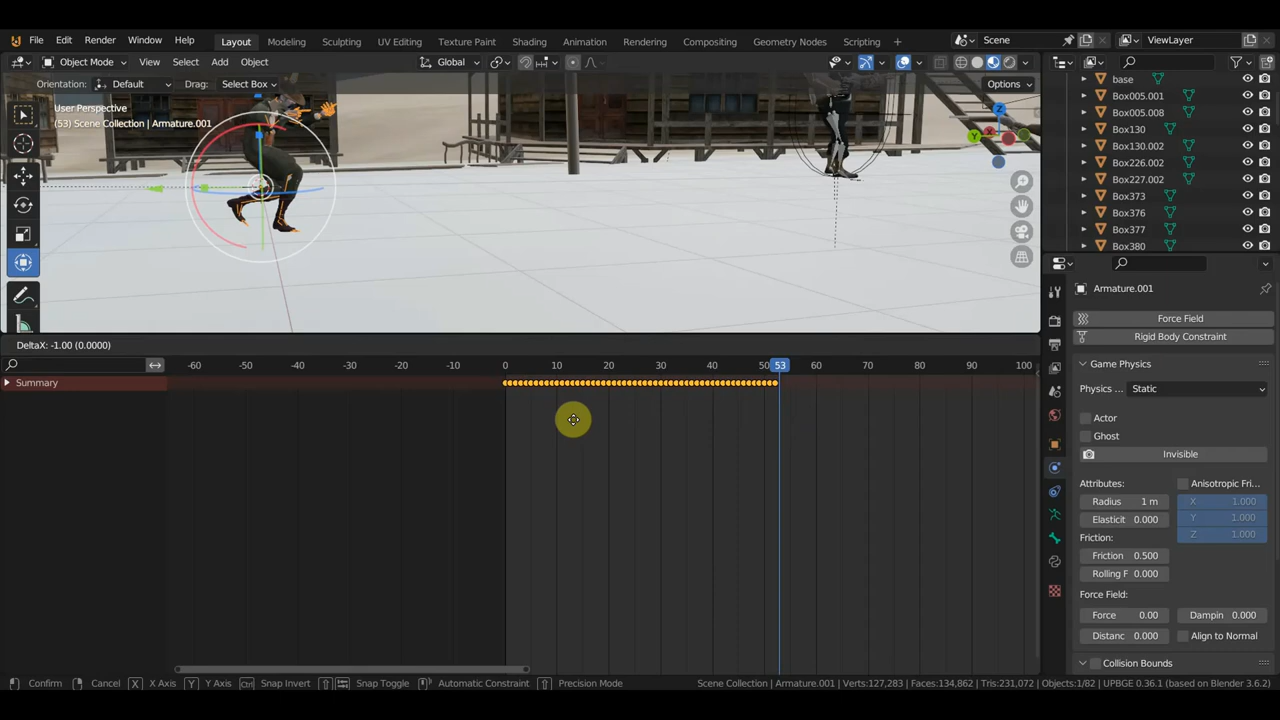 File Edit Render Window Help Layout Modeling Sculpting UV Editing Texture Paint Shading Animation Rendering Compositing Geometry Nodes Scripting + Scene ViewLayer
Object Mode View Select Add Object Global
Orientation: Default Drag: Select Box Options
User Perspective
(53) Scene Collection | Armature.001
Z
Y
base
Box005.001
Box005.008
Box130
Box130.002
Box226.002
Box227.002
Box373
Box376
Box377
Box380
DeltaX: -1.00 (0.0000)
-60 -50 -40 -30 -20 -10 0 10 20 30 40 50 53 60 70 80 90 100
Summary
Armature.001
Force Field
Rigid Body Constraint
Game Physics
Physics ... Static
Actor
Ghost
Invisible
Attributes: Anisotropic Fri...
Radius 1 m X 1.000
Elasticit 0.000 Y 1.000
Friction: Z 1.000
Friction 0.500
Rolling F 0.000
Force Field:
Force 0.00 Dampin 0.000
Distanc 0.000 Align to Normal
Collision Bounds
Confirm Cancel X X Axis Y Y Axis Ctrl Snap Invert Snap Toggle Automatic Constraint Precision Mode Scene Collection | Armature.001 Verts:127,283 | Faces:134,862 | Tris:231,072 | Objects:1/82 | UPBGE 0.36.1 (based on Blender 3.6.2)